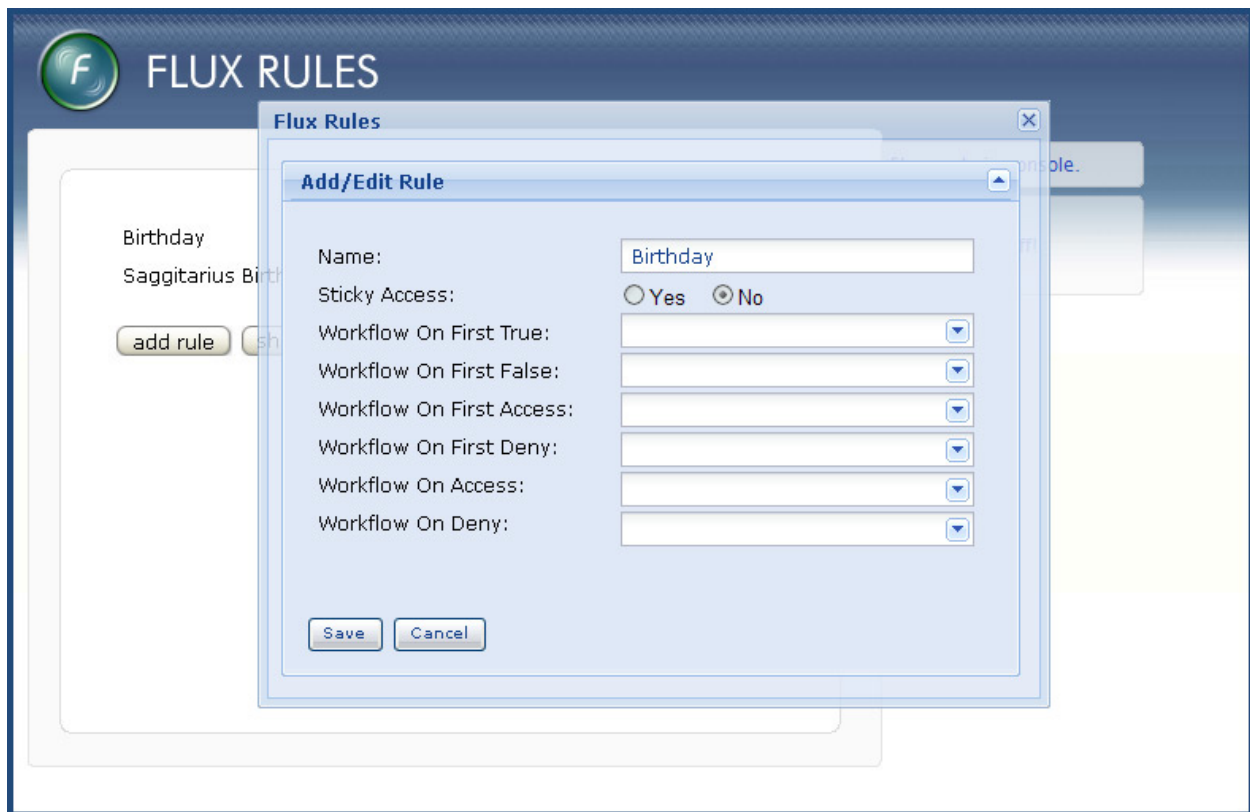 F FLUX RULES
Flux Rules
Add/Edit Rule
Name: Birthday
Sticky Access: Yes No
Workflow On First True:
Workflow On First False:
Workflow On First Access:
Workflow On First Deny:
Workflow On Access:
Workflow On Deny:
Save Cancel
Birthday
Saggitarius
add rule